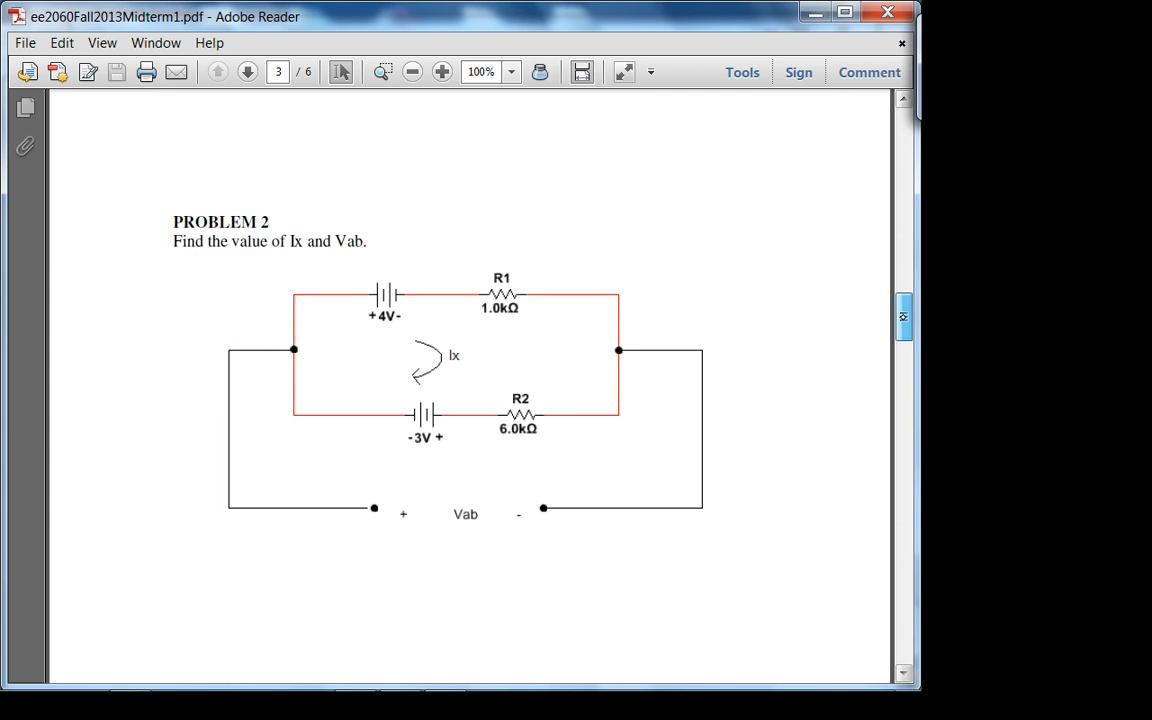 ee2060Fall2013Midterm1.pdf - Adobe Reader
File Edit View Window Help
3 / 6 100% Tools Sign Comment
PROBLEM 2
Find the value of Ix and Vab.
R1
+4V-
1.0kΩ
Ix
R2
-3V +
6.0kΩ
+ Vab -